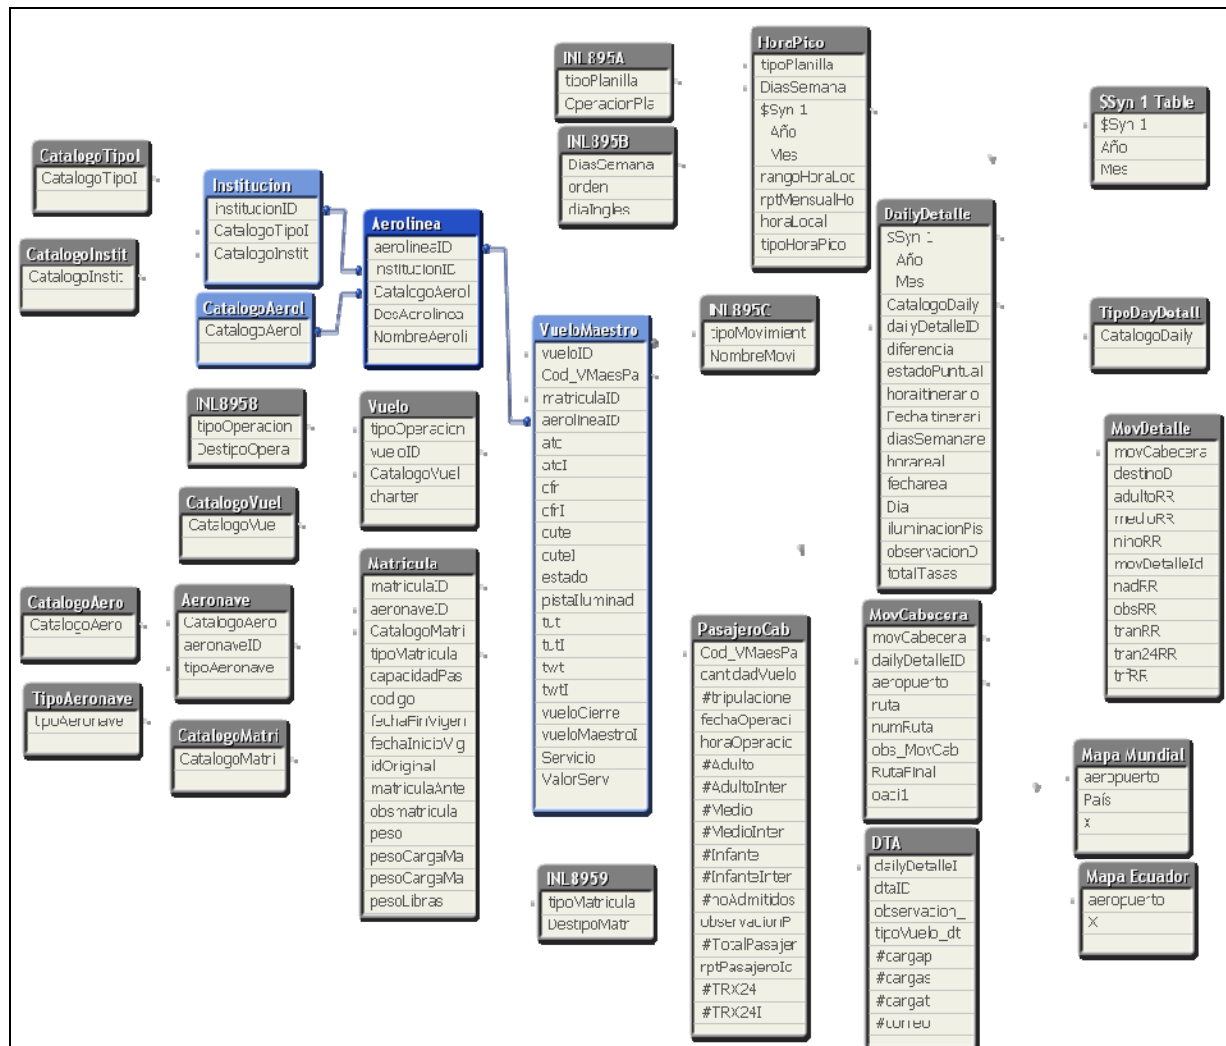 CatalogoTipoI
CatalogoTipoI
CatalogoInstit
CatalogoInstit
Institucion
institucionID
CatalogoTipoI
CatalogoInstit
CatalogoAerol
CatalogoAerol
Aerolinea
aerolineaID
nstitucionID
CatalogoAerol
DesAerolinea
NombreAeroli
INL8958
tipoOperacion
DestipoOpera
CatalogoVuel
CatalogoVue
Vuelo
tipoOperacion
vueloID
CatalogoVuel
charter
CatalogoAero
CatalogoAero
TipoAeronave
tipoAeronave
Aeronave
CatalogoAero
aeronaveID
tipoAeronave
CatalogoMatri
CatalogoMatri
Matricula
matriculaID
aeronaveID
CatalogoMatri
tipoMatricula
capacidadPas
codigo
fechaFinVigen
fechaInicioVig
idOriginal
matriculaAnte
obsmatricula
peso
pesoCargaMa
pesoCargaMa
pesoLibras
INL895A
tipoPlanilla
OperacionPla
INL895B
DiasSemana
orden
diaIngles
VueloMaestro
vueloID
Cod_VMaesPa
matriculaID
aerolineaID
atc
atcI
cfr
cfrI
cute
cuteI
estado
pistaIluminad
tut
tutI
twt
twtI
vueloCierre
vueloMaestroI
Servicio
ValorServ
INL8959
tipoMatricula
DestipoMatr
HoraPico
tipoPlanilla
DiasSemana
$Syn 1
Año
Mes
rangoHoraLoc
rptMensualHo
horaLocal
tipoHoraPico
INL895C
tipoMovimient
NombreMovi
PasajeroCab
Cod_VMaesPa
cantidadVuelo
#tripulacione
fechaOperaci
horaOperacic
#Adulto
#AdultoInter
#Medio
#MedioInter
#Infante
#InfanteInter
#noAdmitidos
observacionP
#TotalPasajer
rptPasajeroIc
#TRX24
#TRX24I
DailyDetalle
$Syn 1
Año
Mes
CatalogoDaily
dailyDetalleID
diferencia
estadoPuntual
horaitinerario
Fechaitinerari
diasSemanare
horareal
fecharea
Dia
iluminacionPis
observacionD
totalTasas
MovCabecera
movCabecera
dailyDetalleID
aeropuerto
ruta
numRuta
obs_MovCab
RutaFinal
oaci1
DTA
dailyDetalleI
dtaID
observacion_
tipoVuelo_dt
#cargap
#cargas
#cargat
#correo
$Syn 1 Table
$Syn 1
Año
Mes
TipoDayDetall
CatalogoDaily
MovDetalle
movCabecera
destinoD
adultoRR
medioRR
ninoRR
movDetalleId
nadRR
obsRR
tranRR
tran24RR
trfRR
Mapa Mundial
aeropuerto
País
x
Mapa Ecuador
aeropuerto
X